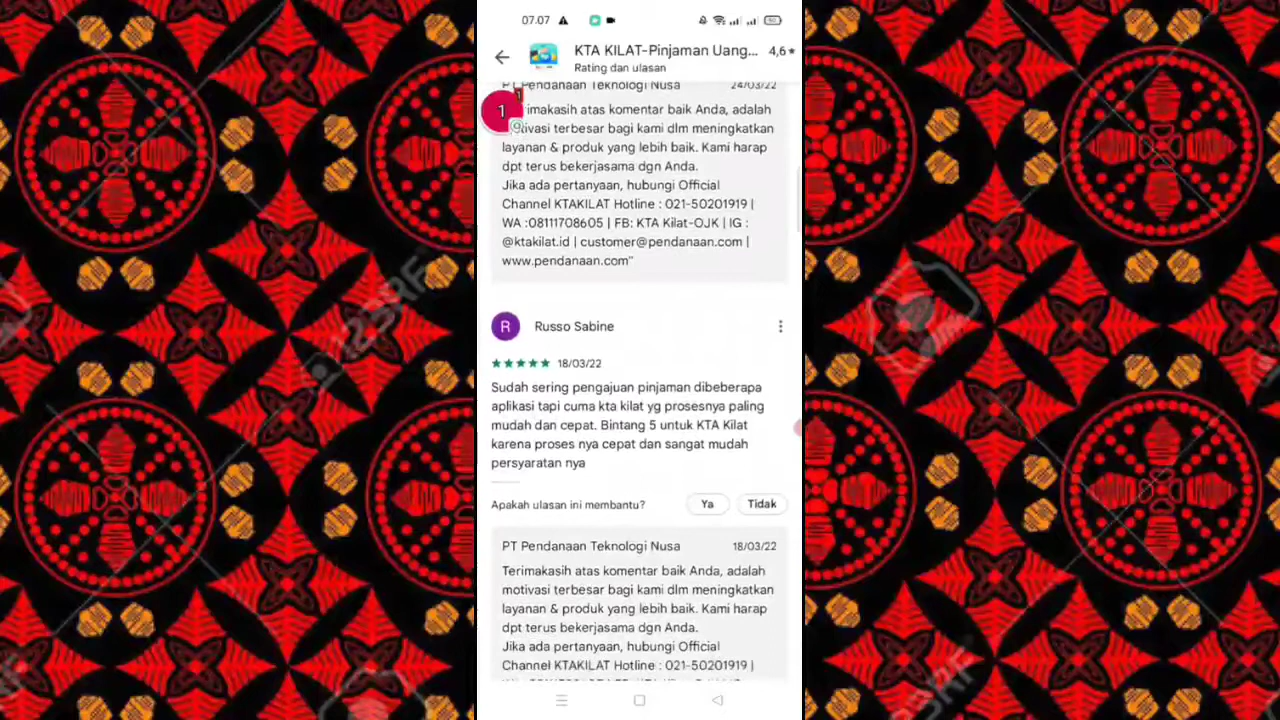 07.07
KTA KILAT-Pinjaman Uang... 4,6★
Rating dan ulasan
PT Pendanaan Teknologi Nusa 24/03/22
1
1
imakasih atas komentar baik Anda, adalah
motivasi terbesar bagi kami dlm meningkatkan
layanan & produk yang lebih baik. Kami harap
dpt terus bekerjasama dgn Anda.
Jika ada pertanyaan, hubungi Official
Channel KTAKILAT Hotline : 021-50201919 |
WA :08111708605 | FB: KTA Kilat-OJK | IG :
@ktakilat.id | customer@pendanaan.com |
www.pendanaan.com"
R Russo Sabine
★★★★★ 18/03/22
Sudah sering pengajuan pinjaman dibeberapa
aplikasi tapi cuma kta kilat yg prosesnya paling
mudah dan cepat. Bintang 5 untuk KTA Kilat
karena proses nya cepat dan sangat mudah
persyaratan nya
Apakah ulasan ini membantu? Ya Tidak
PT Pendanaan Teknologi Nusa 18/03/22
Terimakasih atas komentar baik Anda, adalah
motivasi terbesar bagi kami dlm meningkatkan
layanan & produk yang lebih baik. Kami harap
dpt terus bekerjasama dgn Anda.
Jika ada pertanyaan, hubungi Official
Channel KTAKILAT Hotline : 021-50201919 |